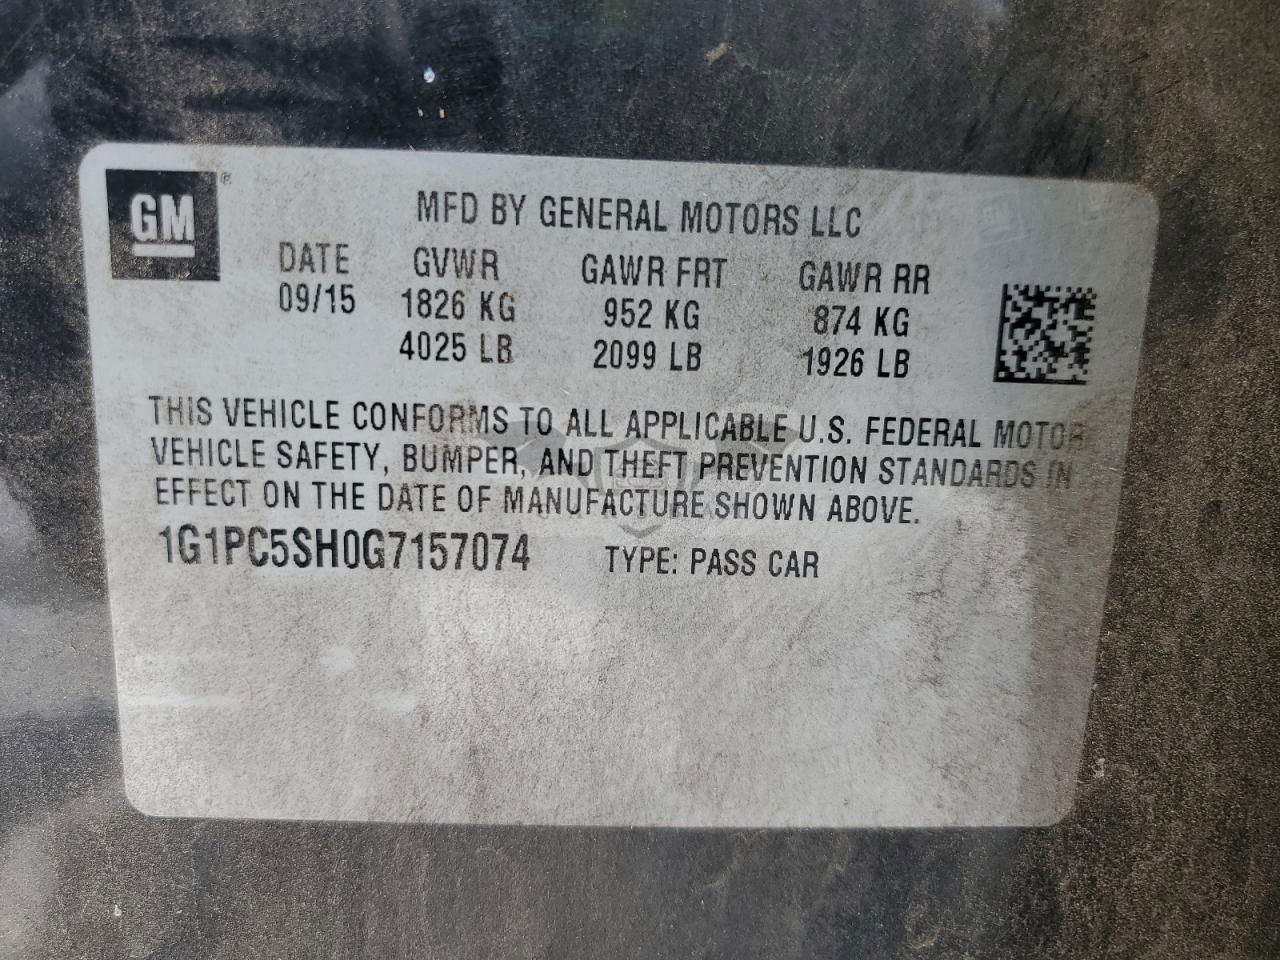 GM®
MFD BY GENERAL MOTORS LLC
DATE GVWR GAWR FRT GAWR RR
09/15 1826 KG 952 KG 874 KG
4025 LB 2099 LB 1926 LB
THIS VEHICLE CONFORMS TO ALL APPLICABLE U.S. FEDERAL MOTOR
VEHICLE SAFETY, BUMPER, AND THEFT PREVENTION STANDARDS IN
EFFECT ON THE DATE OF MANUFACTURE SHOWN ABOVE.
1G1PC5SH0G7157074 TYPE: PASS CAR